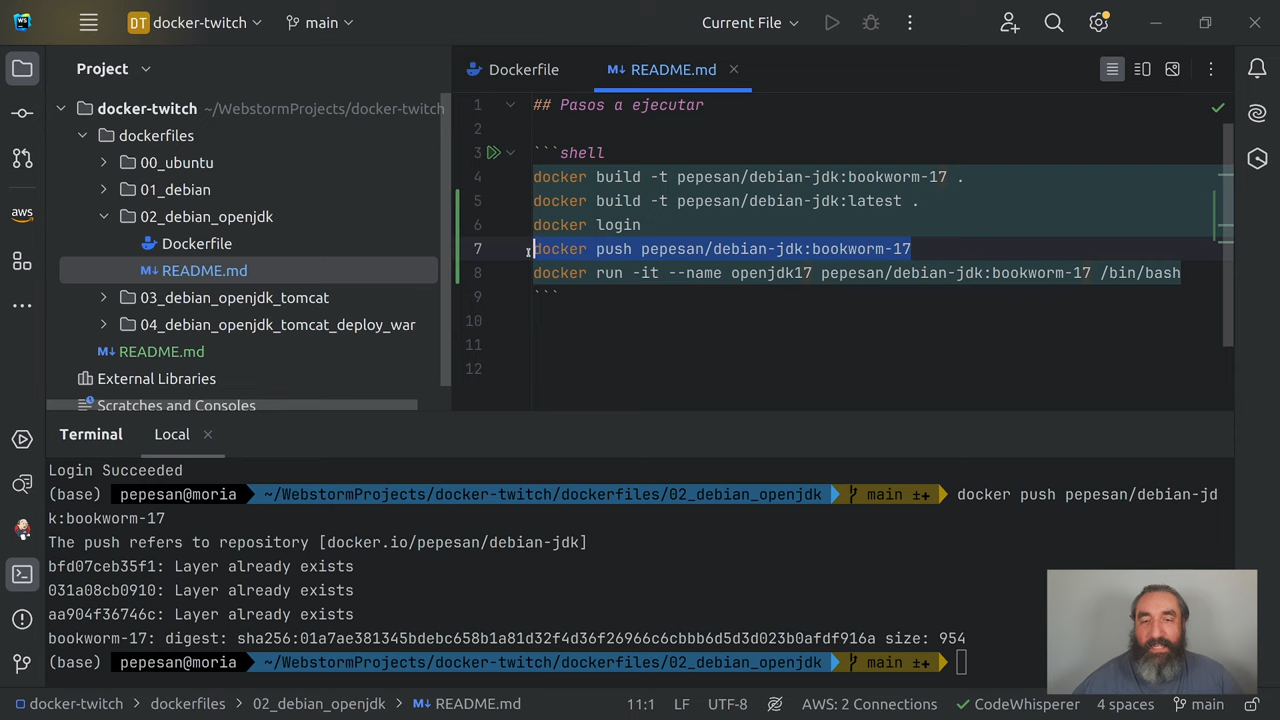 WS
DT docker-twitch
main
Current File
Project
Dockerfile
README.md
docker-twitch ~/WebstormProjects/docker-twitch
dockerfiles
00_ubuntu
01_debian
02_debian_openjdk
Dockerfile
README.md
03_debian_openjdk_tomcat
04_debian_openjdk_tomcat_deploy_war
README.md
External Libraries
Scratches and Consoles
aws
1 ## Pasos a ejecutar
2
3 ```shell
4 docker build -t pepesan/debian-jdk:bookworm-17 .
5 docker build -t pepesan/debian-jdk:latest .
6 docker login
7 docker push pepesan/debian-jdk:bookworm-17
8 docker run -it --name openjdk17 pepesan/debian-jdk:bookworm-17 /bin/bash
9 ```
10
11
12
Terminal Local
Login Succeeded
(base) pepesan@moria ~/WebstormProjects/docker-twitch/dockerfiles/02_debian_openjdk main ±+ docker push pepesan/debian-jd
k:bookworm-17
The push refers to repository [docker.io/pepesan/debian-jdk]
bfd07ceb35f1: Layer already exists
031a08cb0910: Layer already exists
aa904f36746c: Layer already exists
bookworm-17: digest: sha256:01a7ae381345bdebc658b1a81d32f4d36f26966c6cbbb6d5d3d023b0afdf916a size: 954
(base) pepesan@moria ~/WebstormProjects/docker-twitch/dockerfiles/02_debian_openjdk main ±+
docker-twitch dockerfiles 02_debian_openjdk README.md
11:1 LF UTF-8 AWS: 2 Connections CodeWhisperer 4 spaces main